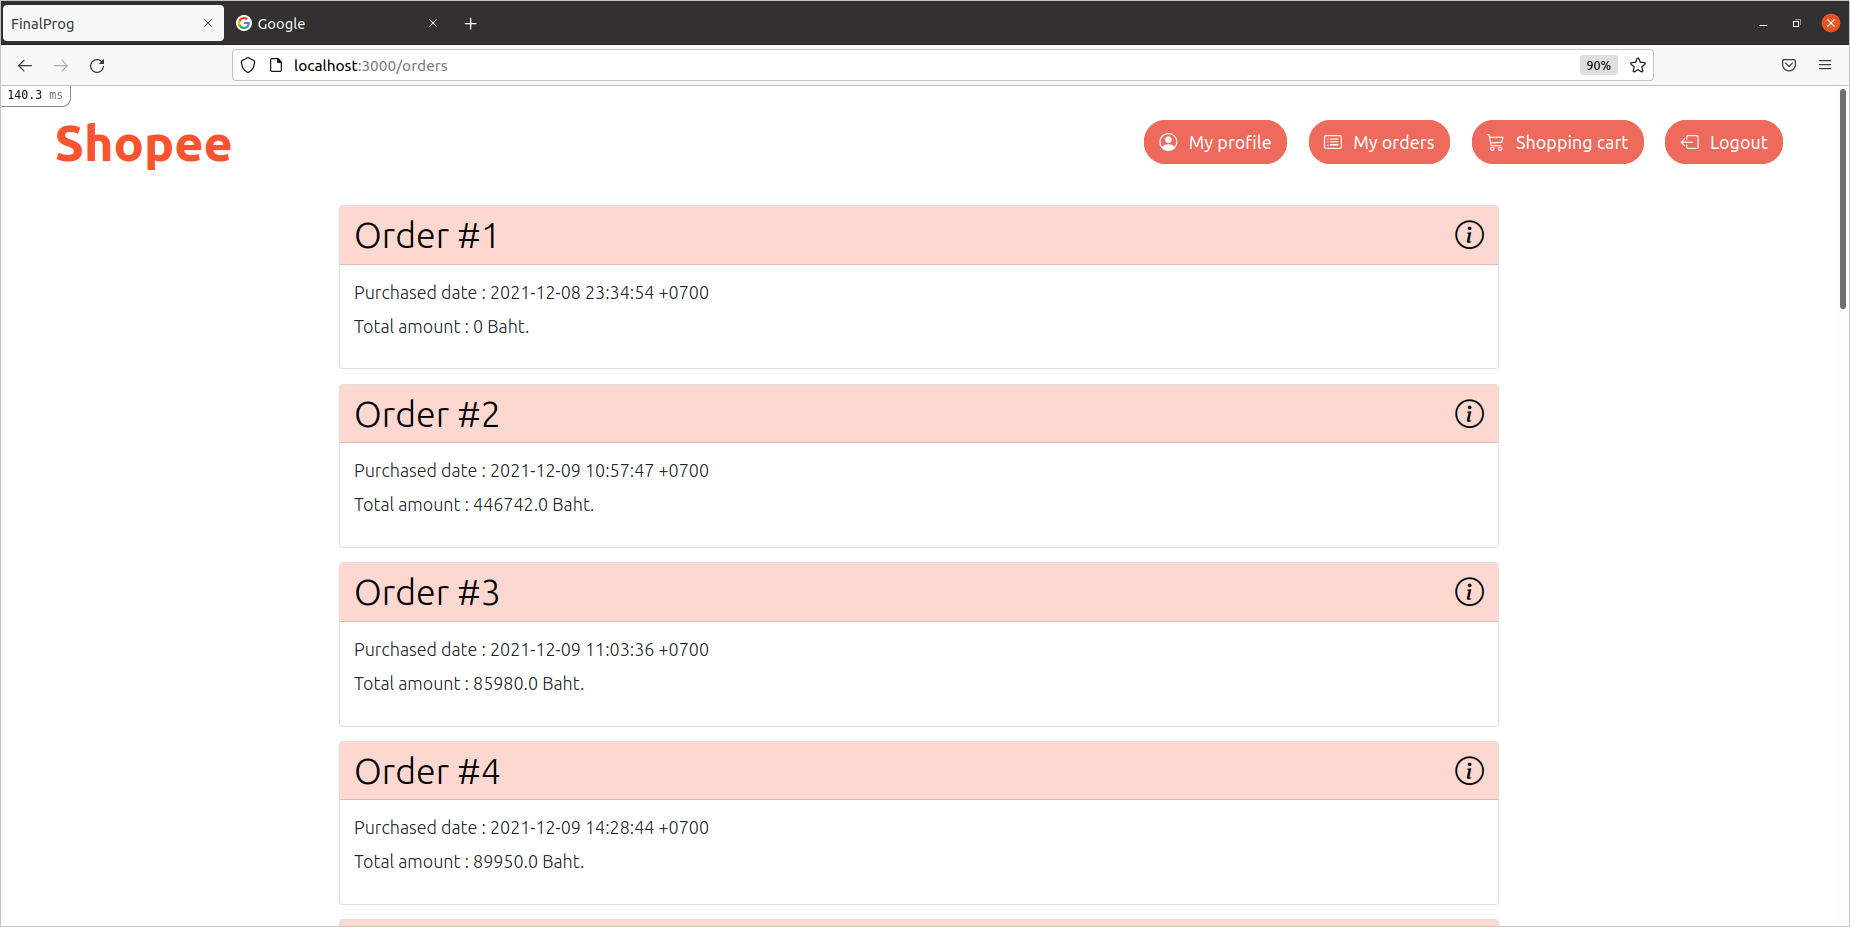 FinalProg
Google
localhost:3000/orders
90%
140.3 ms
Shopee
My profile
My orders
Shopping cart
Logout
Order #1
Purchased date : 2021-12-08 23:34:54 +0700
Total amount : 0 Baht.
Order #2
Purchased date : 2021-12-09 10:57:47 +0700
Total amount : 446742.0 Baht.
Order #3
Purchased date : 2021-12-09 11:03:36 +0700
Total amount : 85980.0 Baht.
Order #4
Purchased date : 2021-12-09 14:28:44 +0700
Total amount : 89950.0 Baht.